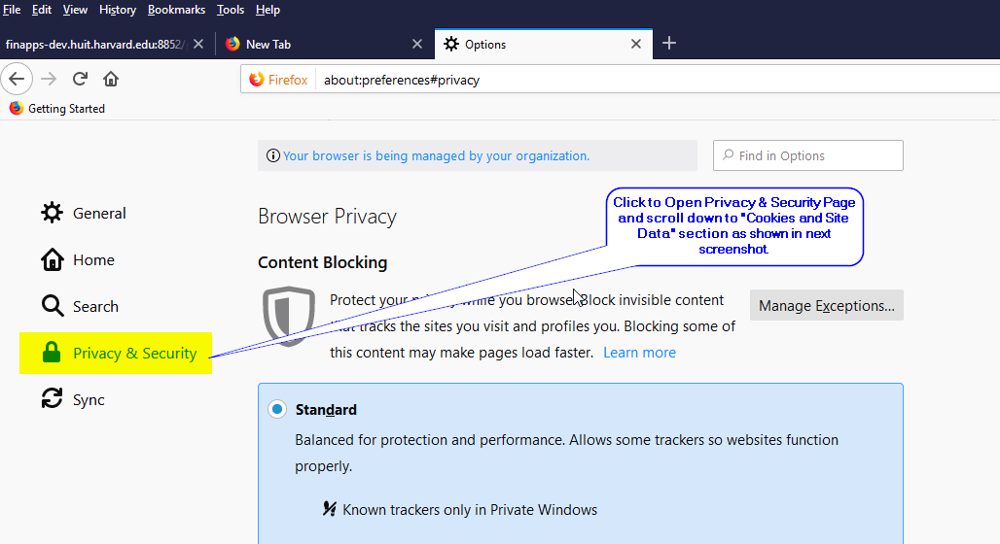 File Edit View History Bookmarks Tools Help
finapps-dev.huit.harvard.edu:8852/
New Tab
Options
Firefox
about:preferences#privacy
Getting Started
Your browser is being managed by your organization.
Find in Options
General
Home
Search
Privacy & Security
Sync
Browser Privacy
Click to Open Privacy & Security Page
and scroll down to "Cookies and Site
Data" section as shown in next
screenshot.
Content Blocking
Protect your while you browse. Block invisible content
that tracks the sites you visit and profiles you. Blocking some of
this content may make pages load faster. Learn more
Manage Exceptions...
Standard
Balanced for protection and performance. Allows some trackers so websites function
properly.
Known trackers only in Private Windows